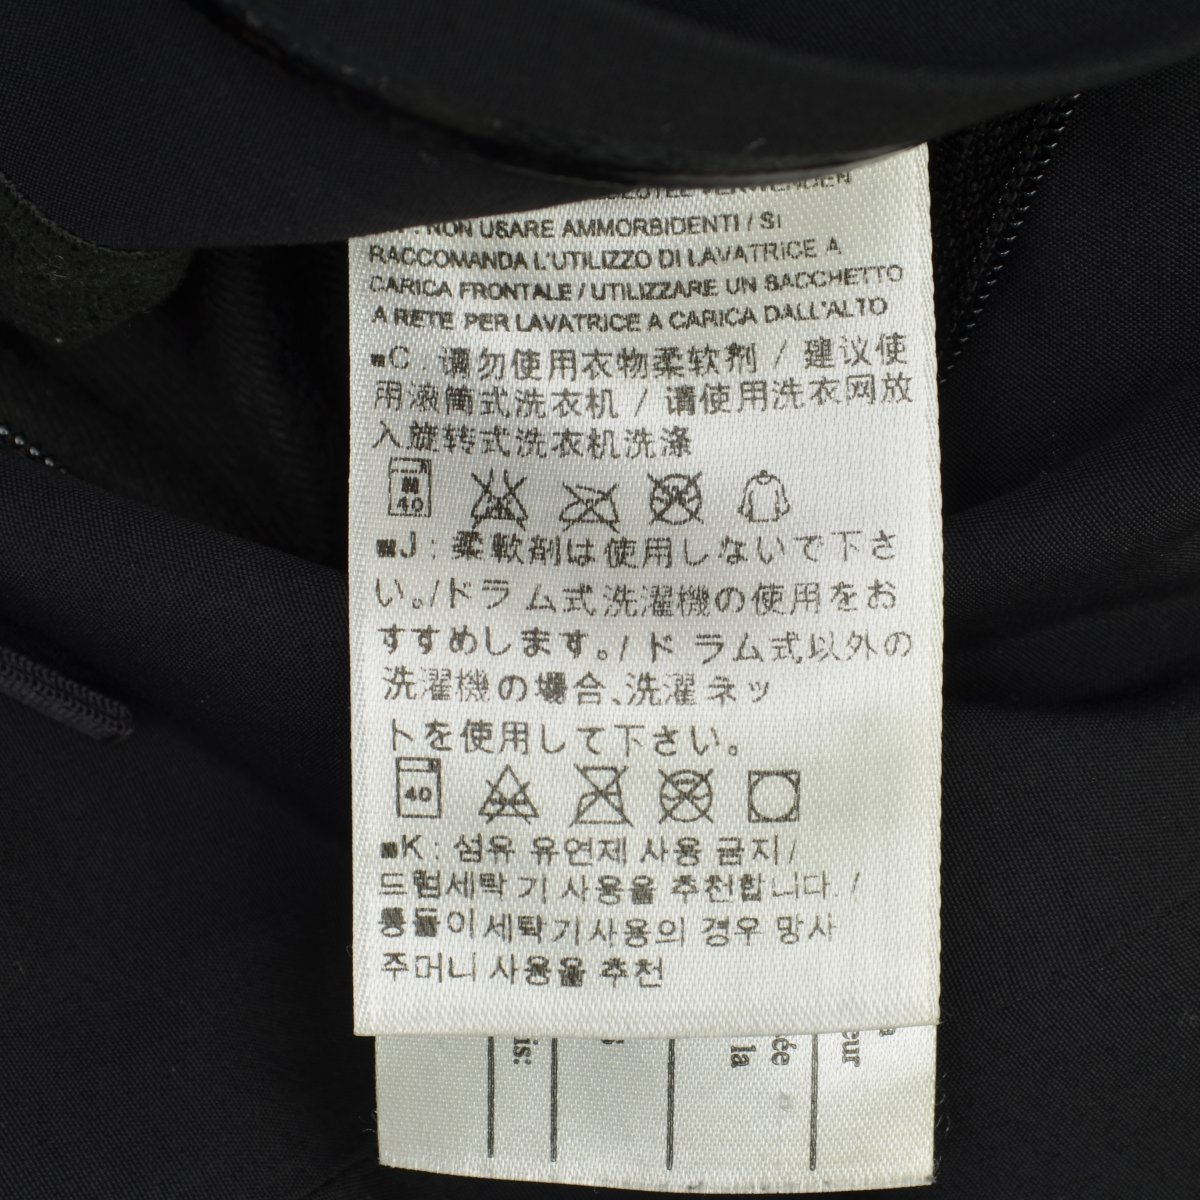 VERWENDEN
NON USARE AMMORBIDENTI / SI
RACCOMANDA L'UTILIZZO DI LAVATRICE A
CARICA FRONTALE / UTILIZZARE UN SACCHETTO
A RETE PER LAVATRICE A CARICA DALL'ALTO
■C 请勿使用衣物柔软剂 / 建议使
用滚筒式洗衣机 / 请使用洗衣网放
入旋转式洗衣机洗涤
40
■J : 柔軟剤は使用しないで下さ
い。/ドラム式洗濯機の使用をお
すすめします。/ ドラム式以外の
洗濯機の場合、洗濯ネッ
トを使用して下さい。
40
■K : 섬유 유연제 사용 금지 /
드럼세탁기 사용을 추천합니다. /
통돌이 세탁기사용의 경우 망사
주머니 사용을 추천
is:
la
ée
eur